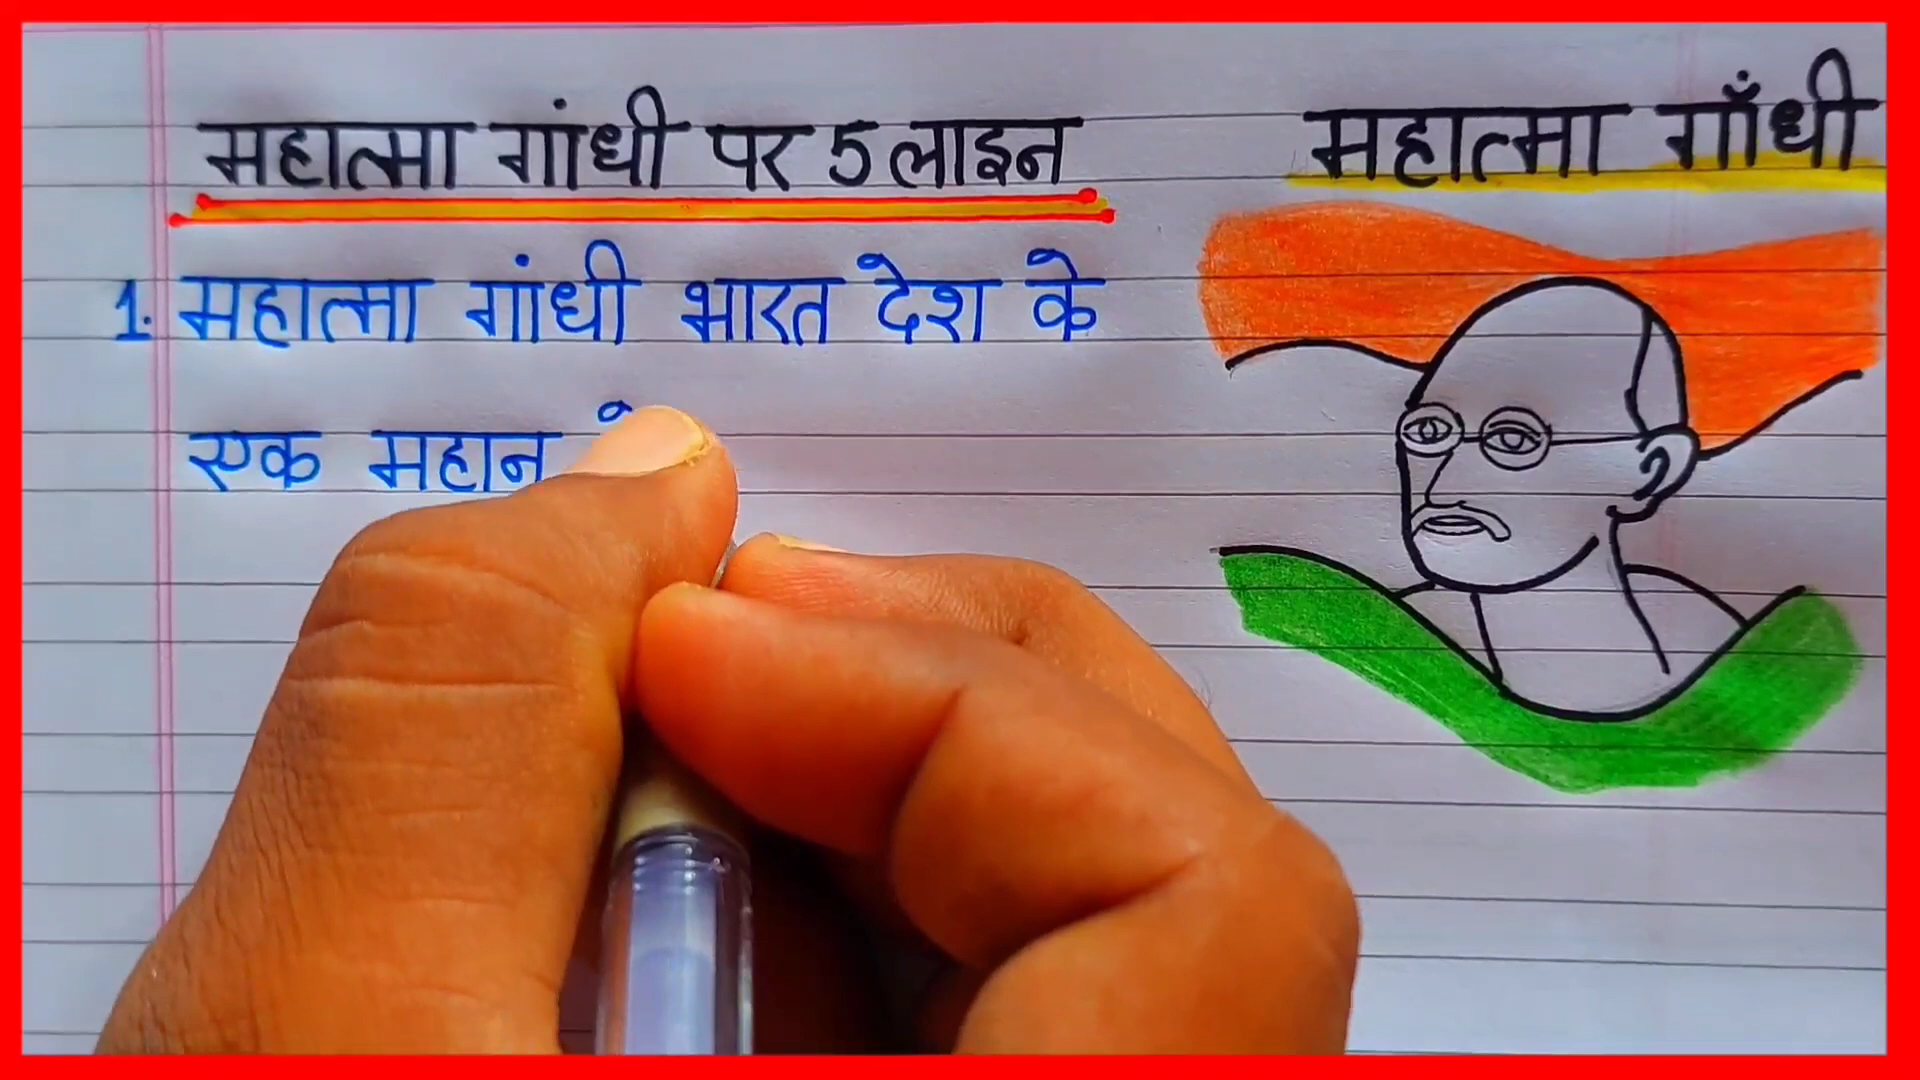 महात्मा गांधी पर 5 लाइन
महात्मा गाँधी
1. महात्मा गांधी भारत देश के
एक महान